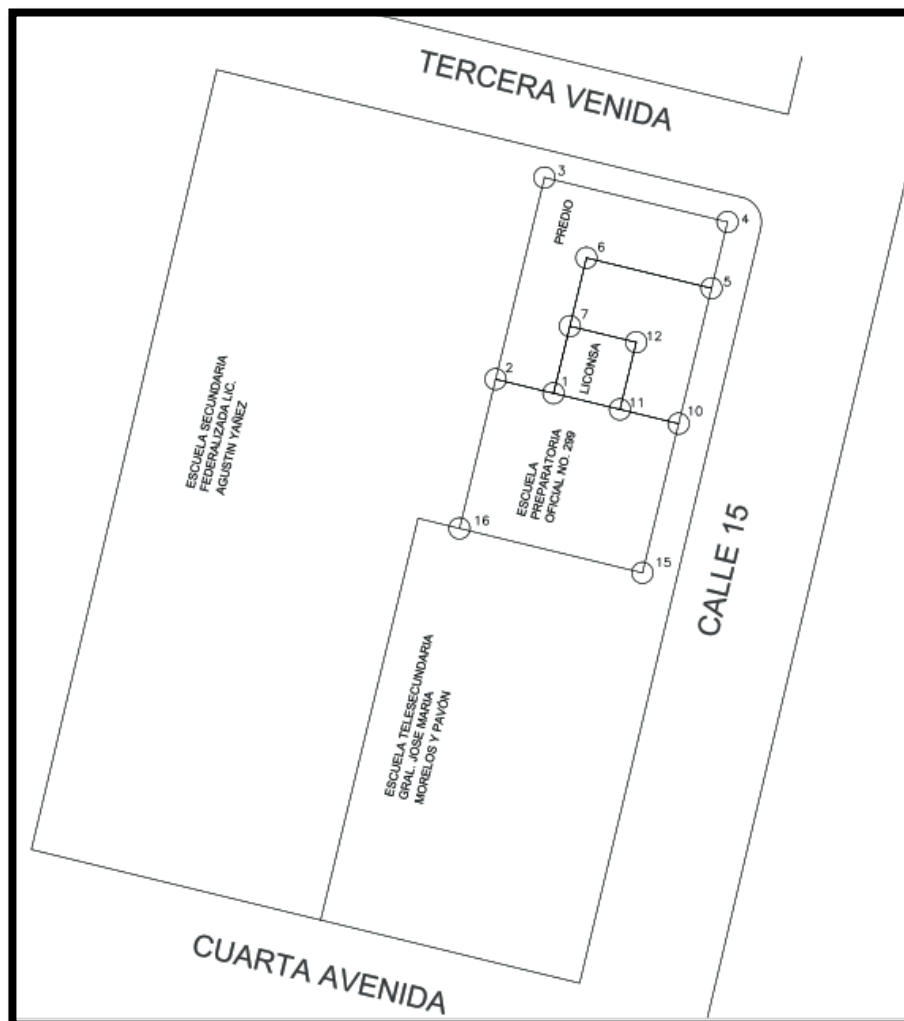 TERCERA VENIDA
3
4
PREDIO
6
5
7
12
LICONSA
2
1
11
10
ESCUELA SECUNDARIA
FEDERALIZADA LIC.
AGUSTIN YAÑEZ
ESCUELA
PREPARATORIA
OFICIAL NO. 299
16
15
CALLE 15
ESCUELA TELESECUNDARIA
GRAL. JOSE MARIA
MORELOS Y PAVÓN
CUARTA AVENIDA